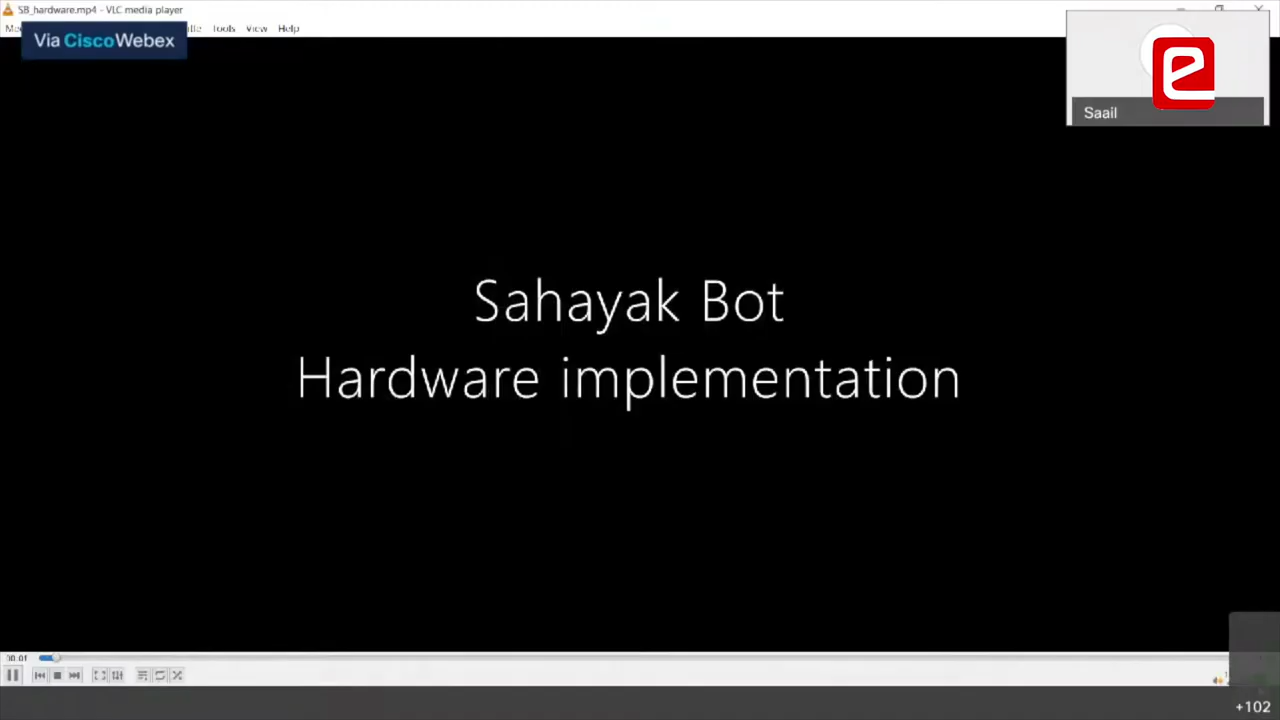 SB_hardware.mp4 - VLC media player
Tools View Help
Via CiscoWebex
Saail
Sahayak Bot
Hardware implementation
+102